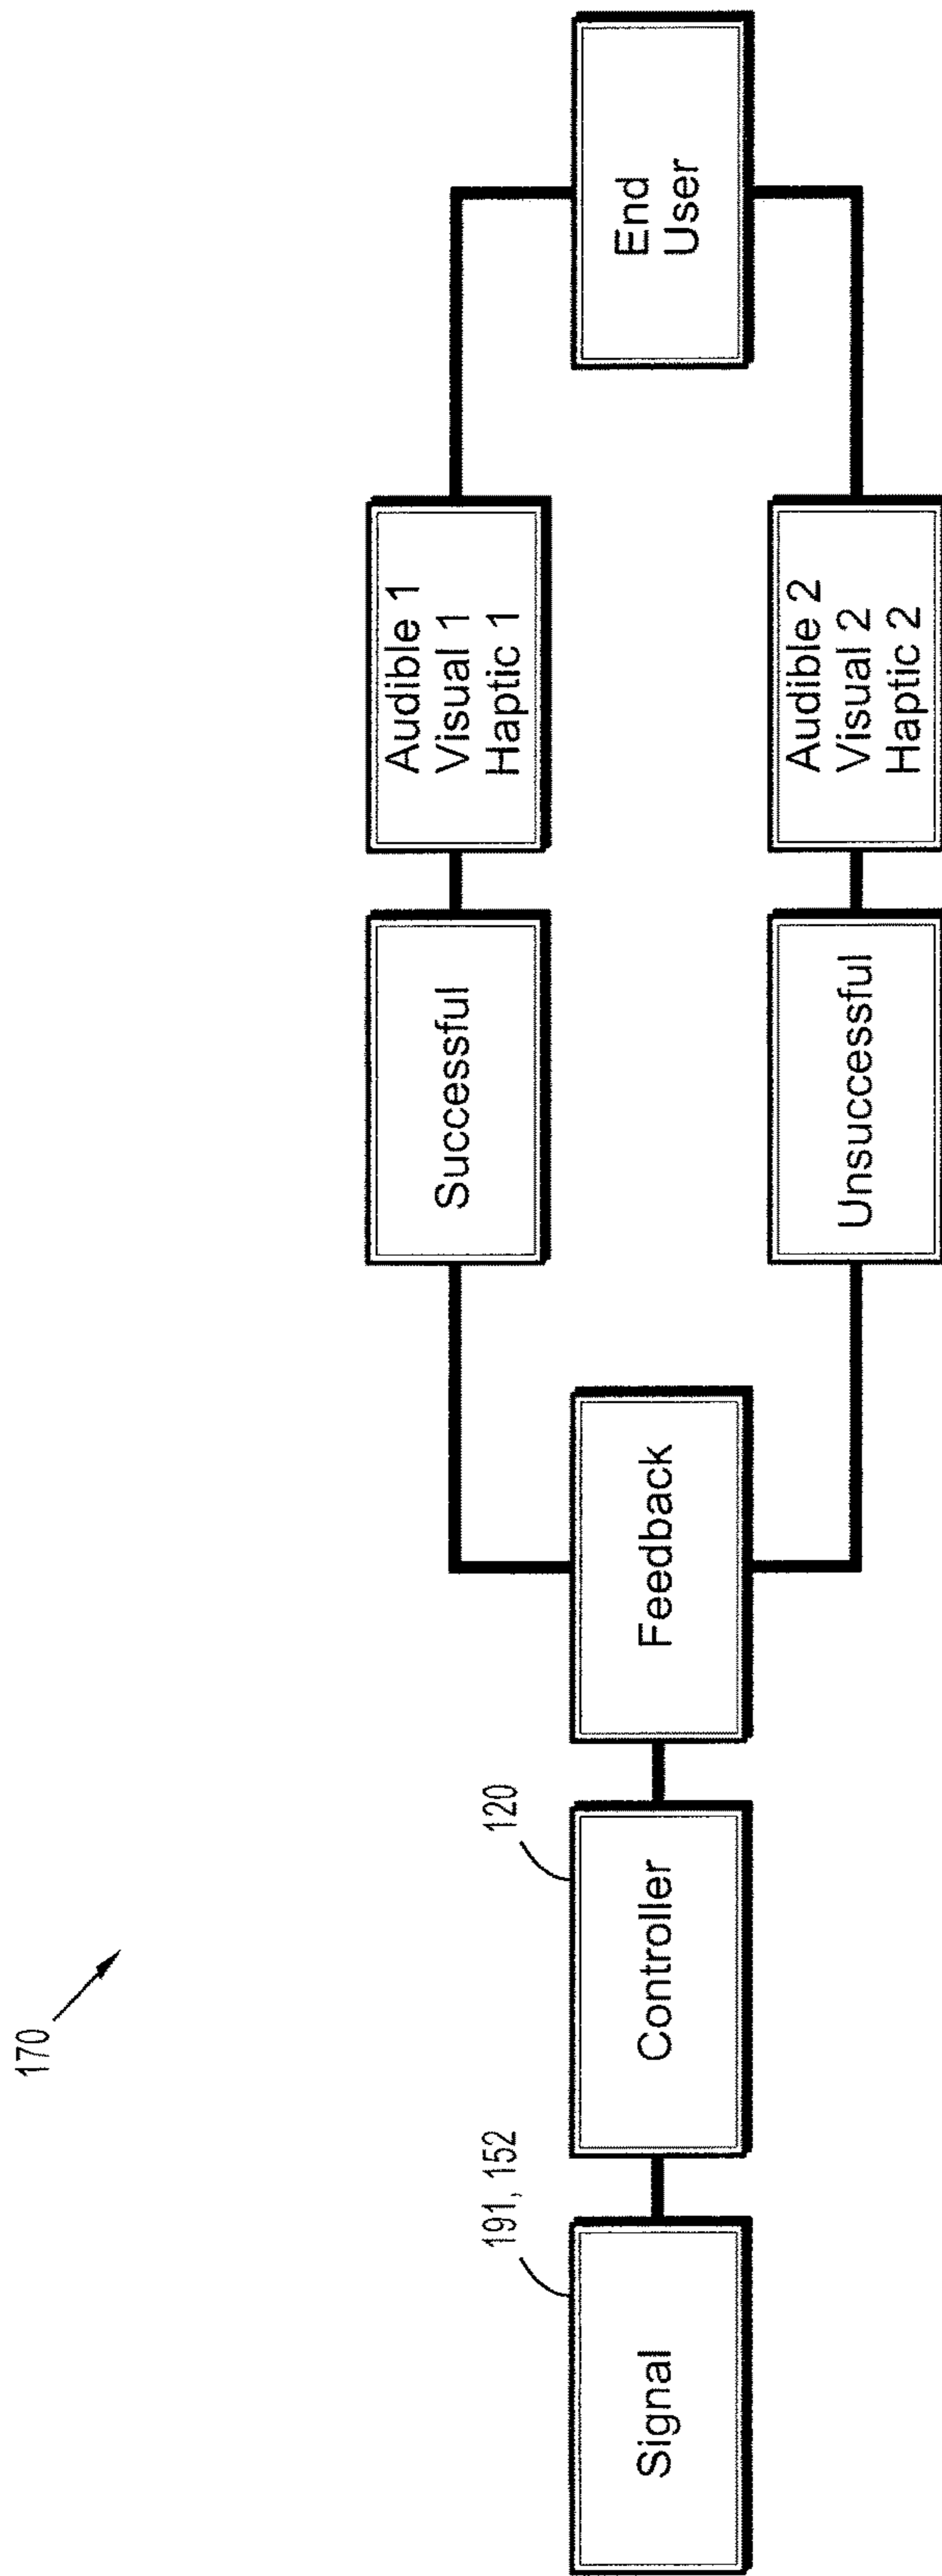 170
191, 152
Signal
120
Controller
Feedback
Successful
Audible 1
Visual 1
Haptic 1
Unsuccessful
Audible 2
Visual 2
Haptic 2
End
User